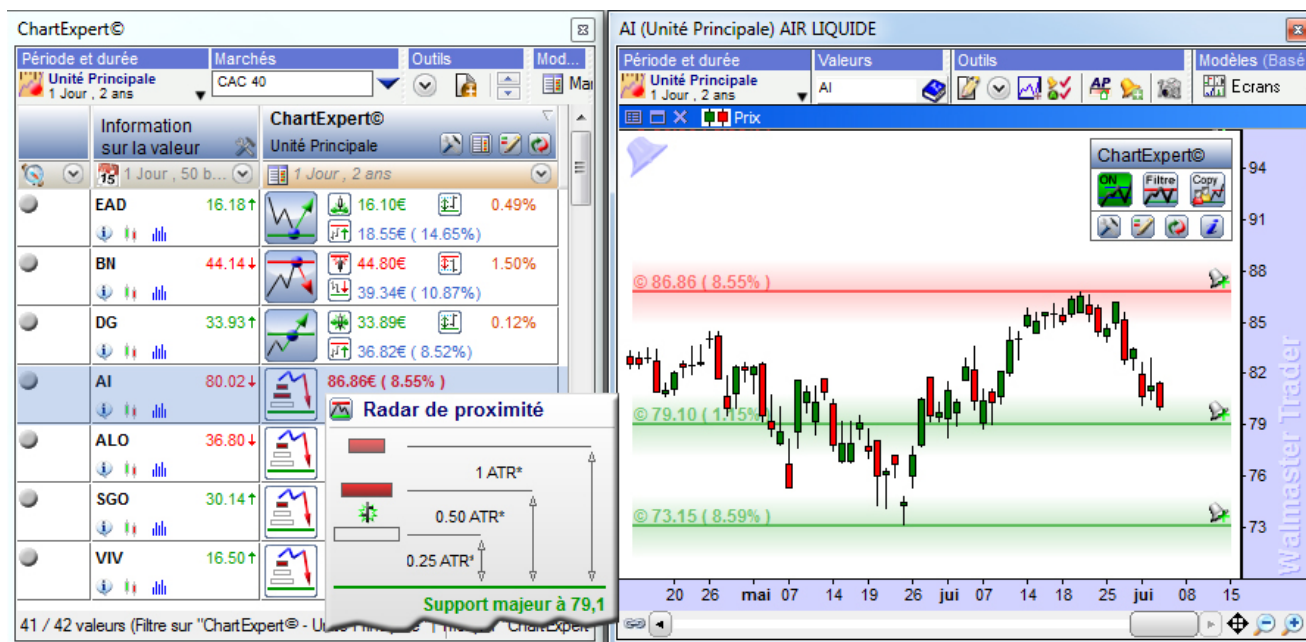 ChartExpert©
Période et durée Marchés Outils Mod...
Unité Principale
1 Jour , 2 ans
CAC 40
Mar
Information
sur la valeur
ChartExpert©
Unité Principale
15 1 Jour , 50 b...
1 Jour , 2 ans
EAD 16.18 16.10€ 0.49%
18.55€ ( 14.65%)
BN 44.14 44.80€ 1.50%
39.34€ ( 10.87%)
DG 33.93 33.89€ 0.12%
36.82€ ( 8.52%)
AI 80.02 86.86€ ( 8.55% )
ALO 36.80
SGO 30.14
VIV 16.50
Radar de proximité
1 ATR*
0.50 ATR*
0.25 ATR*
Support majeur à 79,1
41 / 42 valeurs (Filtre sur "ChartExpert© -
AI (Unité Principale) AIR LIQUIDE
Période et durée Valeurs Outils Modèles (Basé
Unité Principale
1 Jour , 2 ans
AI
AP
Ecrans
Prix
ChartExpert©
ON Filtre Copy
© 86.86 ( 8.55% )
© 79.10 ( 1.15% )
© 73.15 ( 8.59% )
94
91
88
85
82
79
76
73
Walmaster Trader
20 26 mai 07 14 19 26 jui 07 14 18 25 jui 08 15